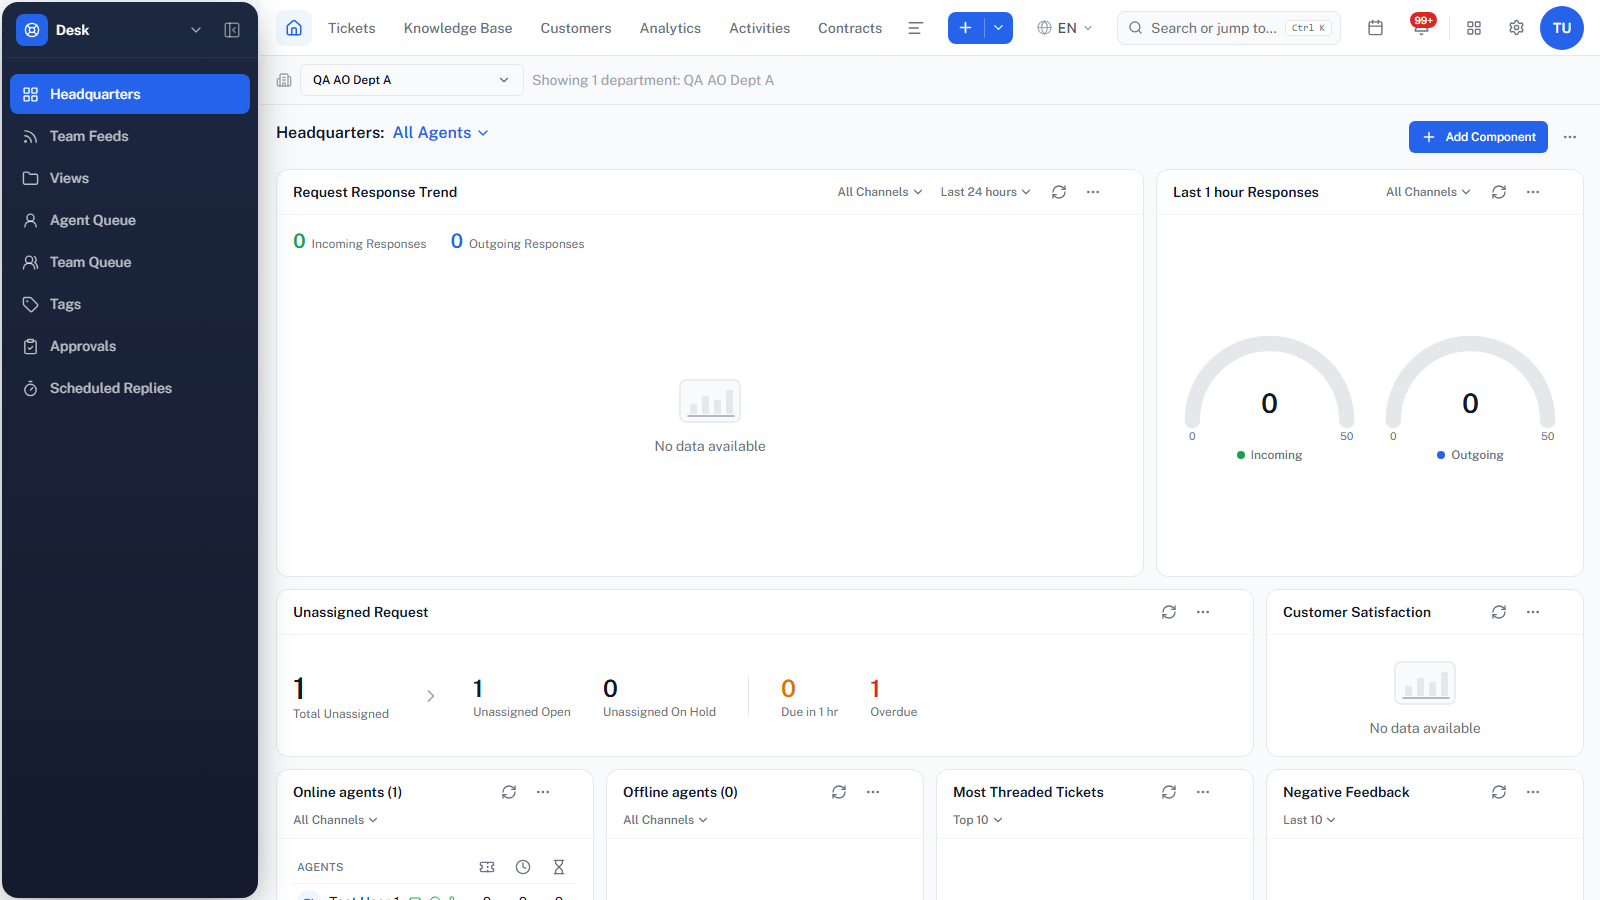 Desk
Headquarters
Team Feeds
Views
Agent Queue
Team Queue
Tags
Approvals
Scheduled Replies
Tickets Knowledge Base Customers Analytics Activities Contracts EN Search or jump to... Ctrl K 99+ TU
QA AO Dept A Showing 1 department: QA AO Dept A
Headquarters: All Agents
Add Component
Request Response Trend All Channels Last 24 hours
0 Incoming Responses 0 Outgoing Responses
No data available
Last 1 hour Responses All Channels
0 0
0 50 0 50
Incoming Outgoing
Unassigned Request
1 1 0 0 1
Total Unassigned Unassigned Open Unassigned On Hold Due in 1 hr Overdue
Customer Satisfaction
No data available
Online agents (1)
All Channels
AGENTS
Offline agents (0)
All Channels
Most Threaded Tickets
Top 10
Negative Feedback
Last 10